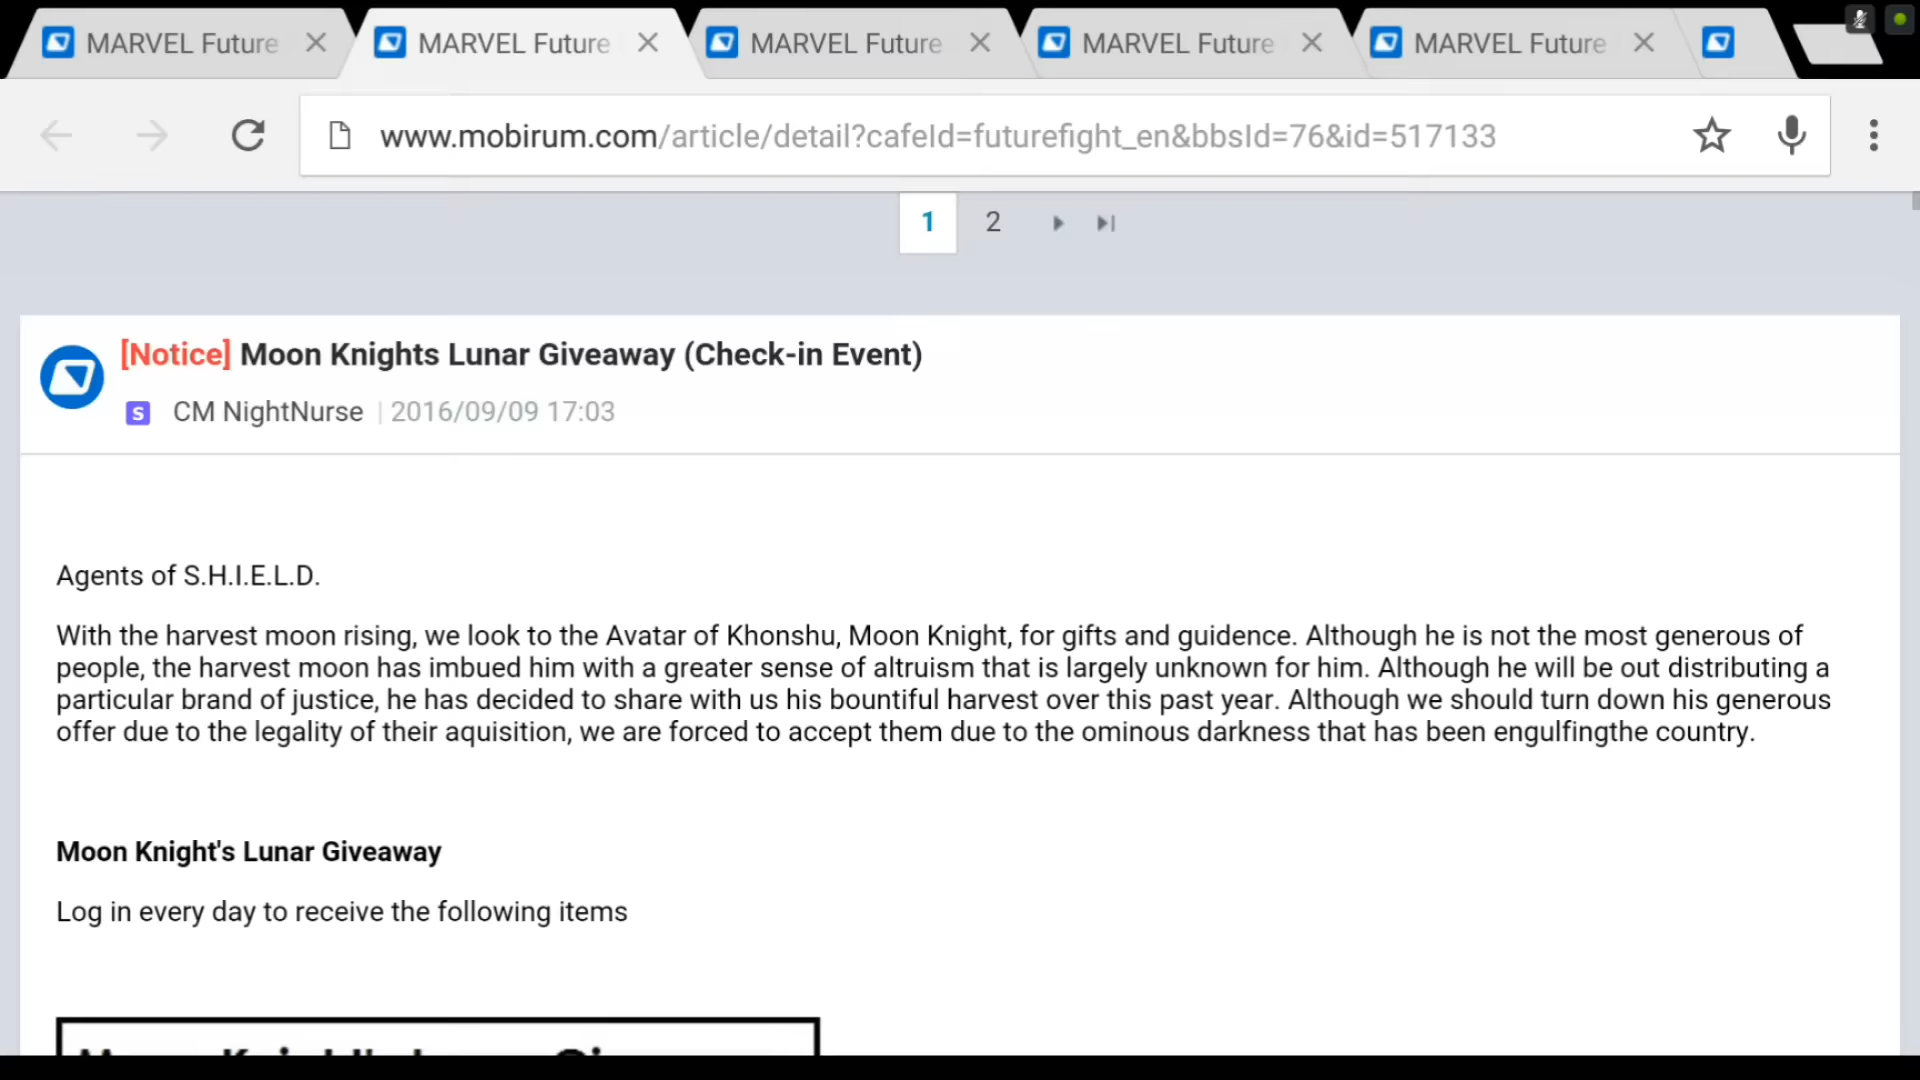 MARVEL Future
MARVEL Future
MARVEL Future
MARVEL Future
MARVEL Future
www.mobirum.com/article/detail?cafeId=futurefight_en&bbsId=76&id=517133
1 2
[Notice] Moon Knights Lunar Giveaway (Check-in Event)
S CM NightNurse | 2016/09/09 17:03
Agents of S.H.I.E.L.D.
With the harvest moon rising, we look to the Avatar of Khonshu, Moon Knight, for gifts and guidence. Although he is not the most generous of
people, the harvest moon has imbued him with a greater sense of altruism that is largely unknown for him. Although he will be out distributing a
particular brand of justice, he has decided to share with us his bountiful harvest over this past year. Although we should turn down his generous
offer due to the legality of their aquisition, we are forced to accept them due to the ominous darkness that has been engulfingthe country.
Moon Knight's Lunar Giveaway
Log in every day to receive the following items